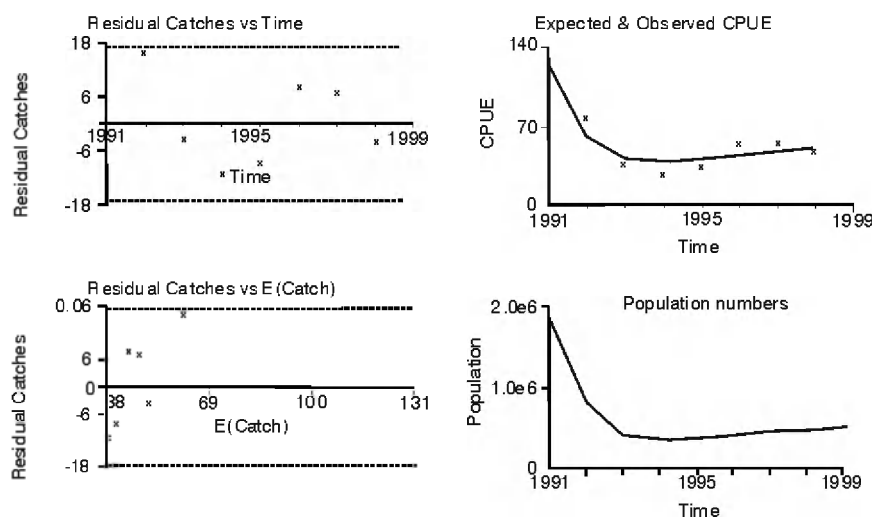 Residual Catches vs Time
18
6
-6
-18
1991
1995
1999
Time
Residual Catches
Expected & Observed CPUE
140
70
0
CPUE
1991
1995
1999
Time
Residual Catches vs E(Catch)
0.06
6
0
-6
-18
38
69
100
131
E(Catch)
Residual Catches
Population numbers
2.0e6
1.0e6
0
Population
1991
1995
1999
Time